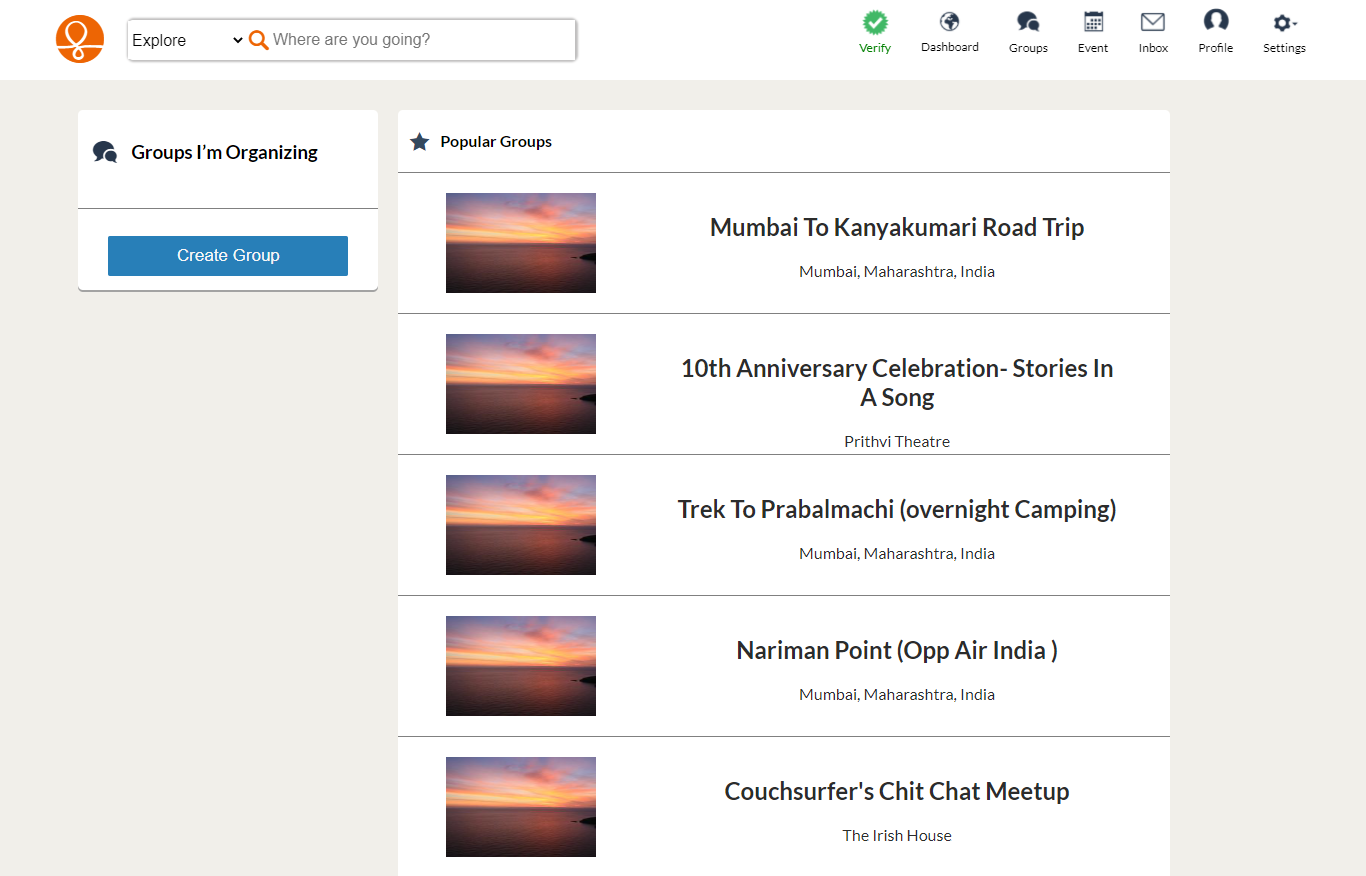 Explore
Where are you going?
Verify
Dashboard
Groups
Event
Inbox
Profile
Settings
Groups I’m Organizing
Create Group
Popular Groups
Mumbai To Kanyakumari Road Trip
Mumbai, Maharashtra, India
10th Anniversary Celebration- Stories In
A Song
Prithvi Theatre
Trek To Prabalmachi (overnight Camping)
Mumbai, Maharashtra, India
Nariman Point (Opp Air India )
Mumbai, Maharashtra, India
Couchsurfer's Chit Chat Meetup
The Irish House